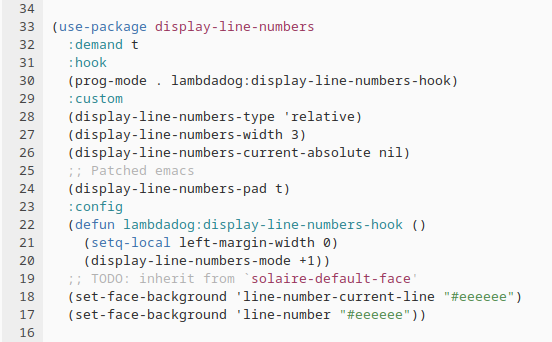 34
33 (use-package display-line-numbers
32   :demand t
31   :hook
30   (prog-mode . lambdadog:display-line-numbers-hook)
29   :custom
28   (display-line-numbers-type 'relative)
27   (display-line-numbers-width 3)
26   (display-line-numbers-current-absolute nil)
25   ;; Patched emacs
24   (display-line-numbers-pad t)
23   :config
22   (defun lambdadog:display-line-numbers-hook ()
21     (setq-local left-margin-width 0)
20     (display-line-numbers-mode +1))
19   ;; TODO: inherit from `solaire-default-face'
18   (set-face-background 'line-number-current-line "#eeeeee")
17   (set-face-background 'line-number "#eeeeee"))
16